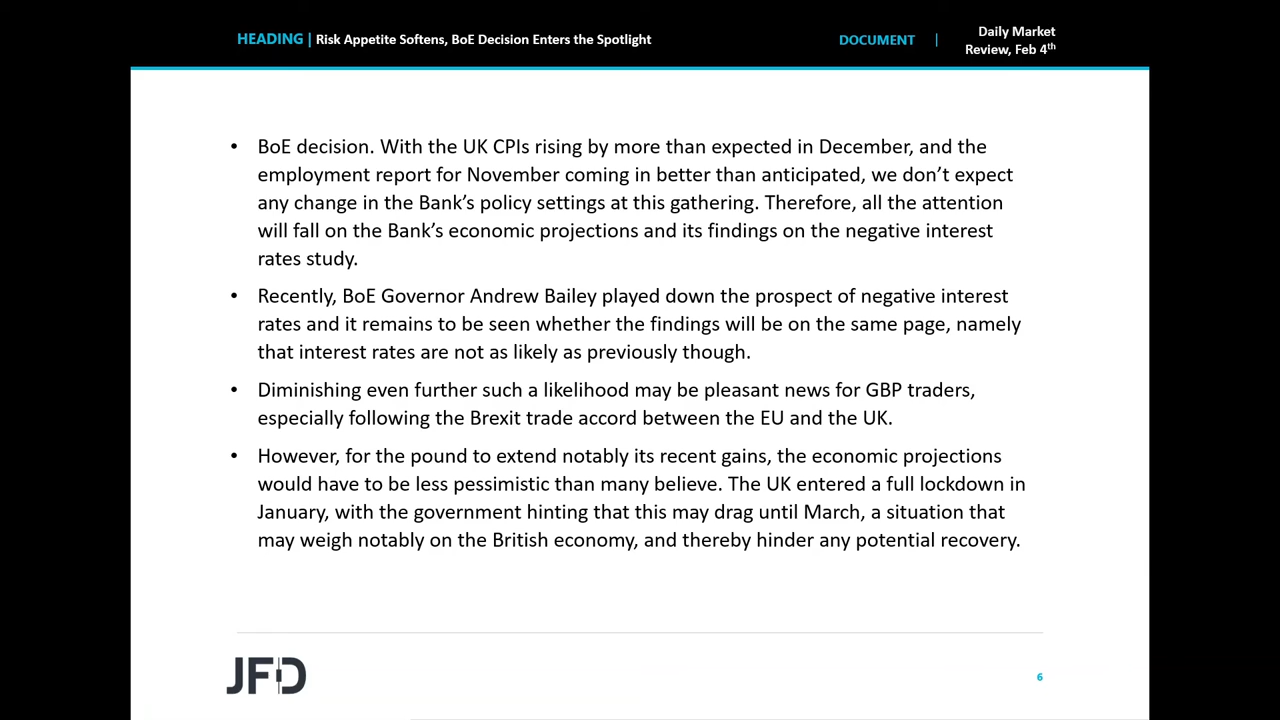 HEADING | Risk Appetite Softens, BoE Decision Enters the Spotlight
DOCUMENT |
Daily Market
Review, Feb 4th
• BoE decision. With the UK CPIs rising by more than expected in December, and the
employment report for November coming in better than anticipated, we don’t expect
any change in the Bank’s policy settings at this gathering. Therefore, all the attention
will fall on the Bank’s economic projections and its findings on the negative interest
rates study.
• Recently, BoE Governor Andrew Bailey played down the prospect of negative interest
rates and it remains to be seen whether the findings will be on the same page, namely
that interest rates are not as likely as previously though.
• Diminishing even further such a likelihood may be pleasant news for GBP traders,
especially following the Brexit trade accord between the EU and the UK.
• However, for the pound to extend notably its recent gains, the economic projections
would have to be less pessimistic than many believe. The UK entered a full lockdown in
January, with the government hinting that this may drag until March, a situation that
may weigh notably on the British economy, and thereby hinder any potential recovery.
JFD
6